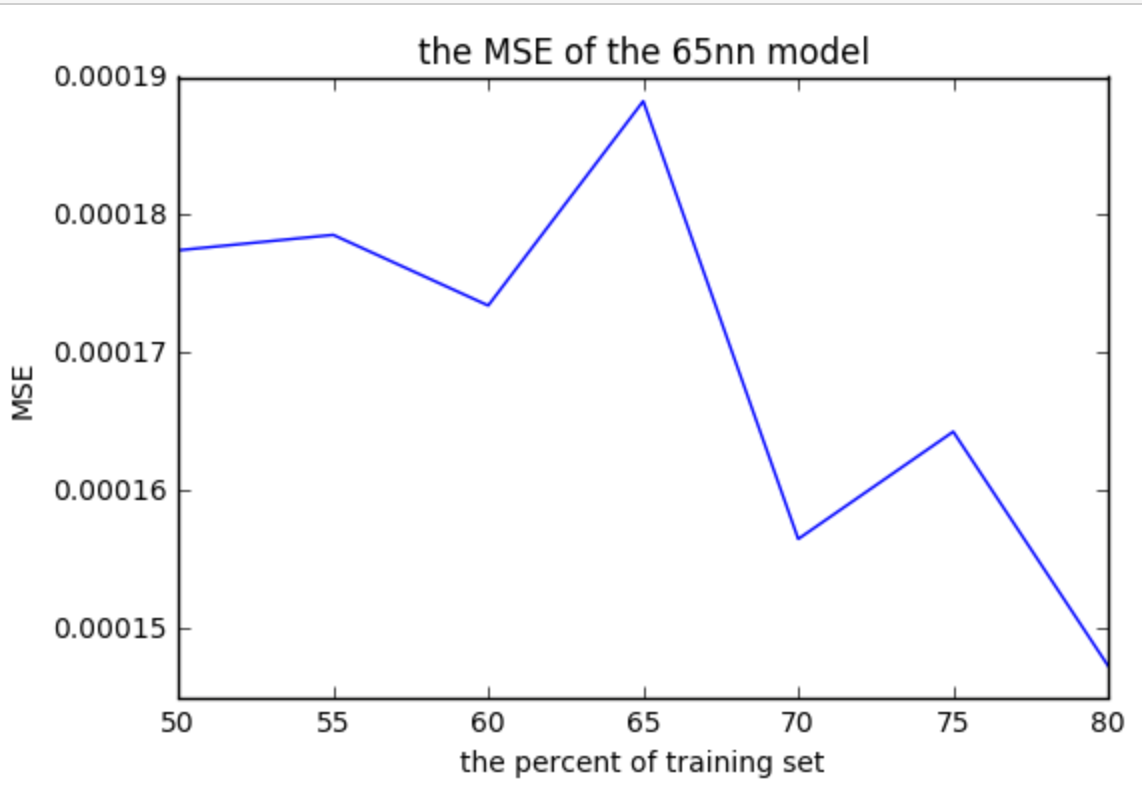 the MSE of the 65nn model
0.00019
0.00018
0.00017
0.00016
0.00015
MSE
50 55 60 65 70 75 80
the percent of training set